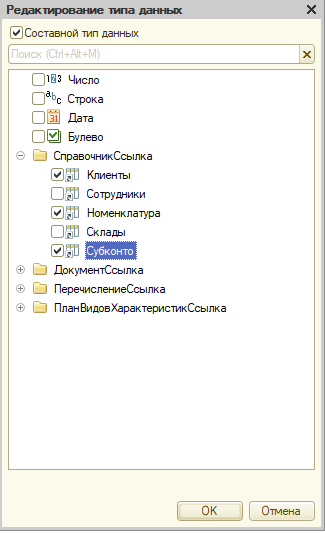 Редактирование типа данных
Составной тип данных
Поиск (Ctrl+Alt+M)
Число
Строка
Дата
Булево
СправочникСсылка
Клиенты
Сотрудники
Номенклатура
Склады
Субконто
ДокументСсылка
ПеречислениеСсылка
ПланВидовХарактеристикСсылка
OK Отмена